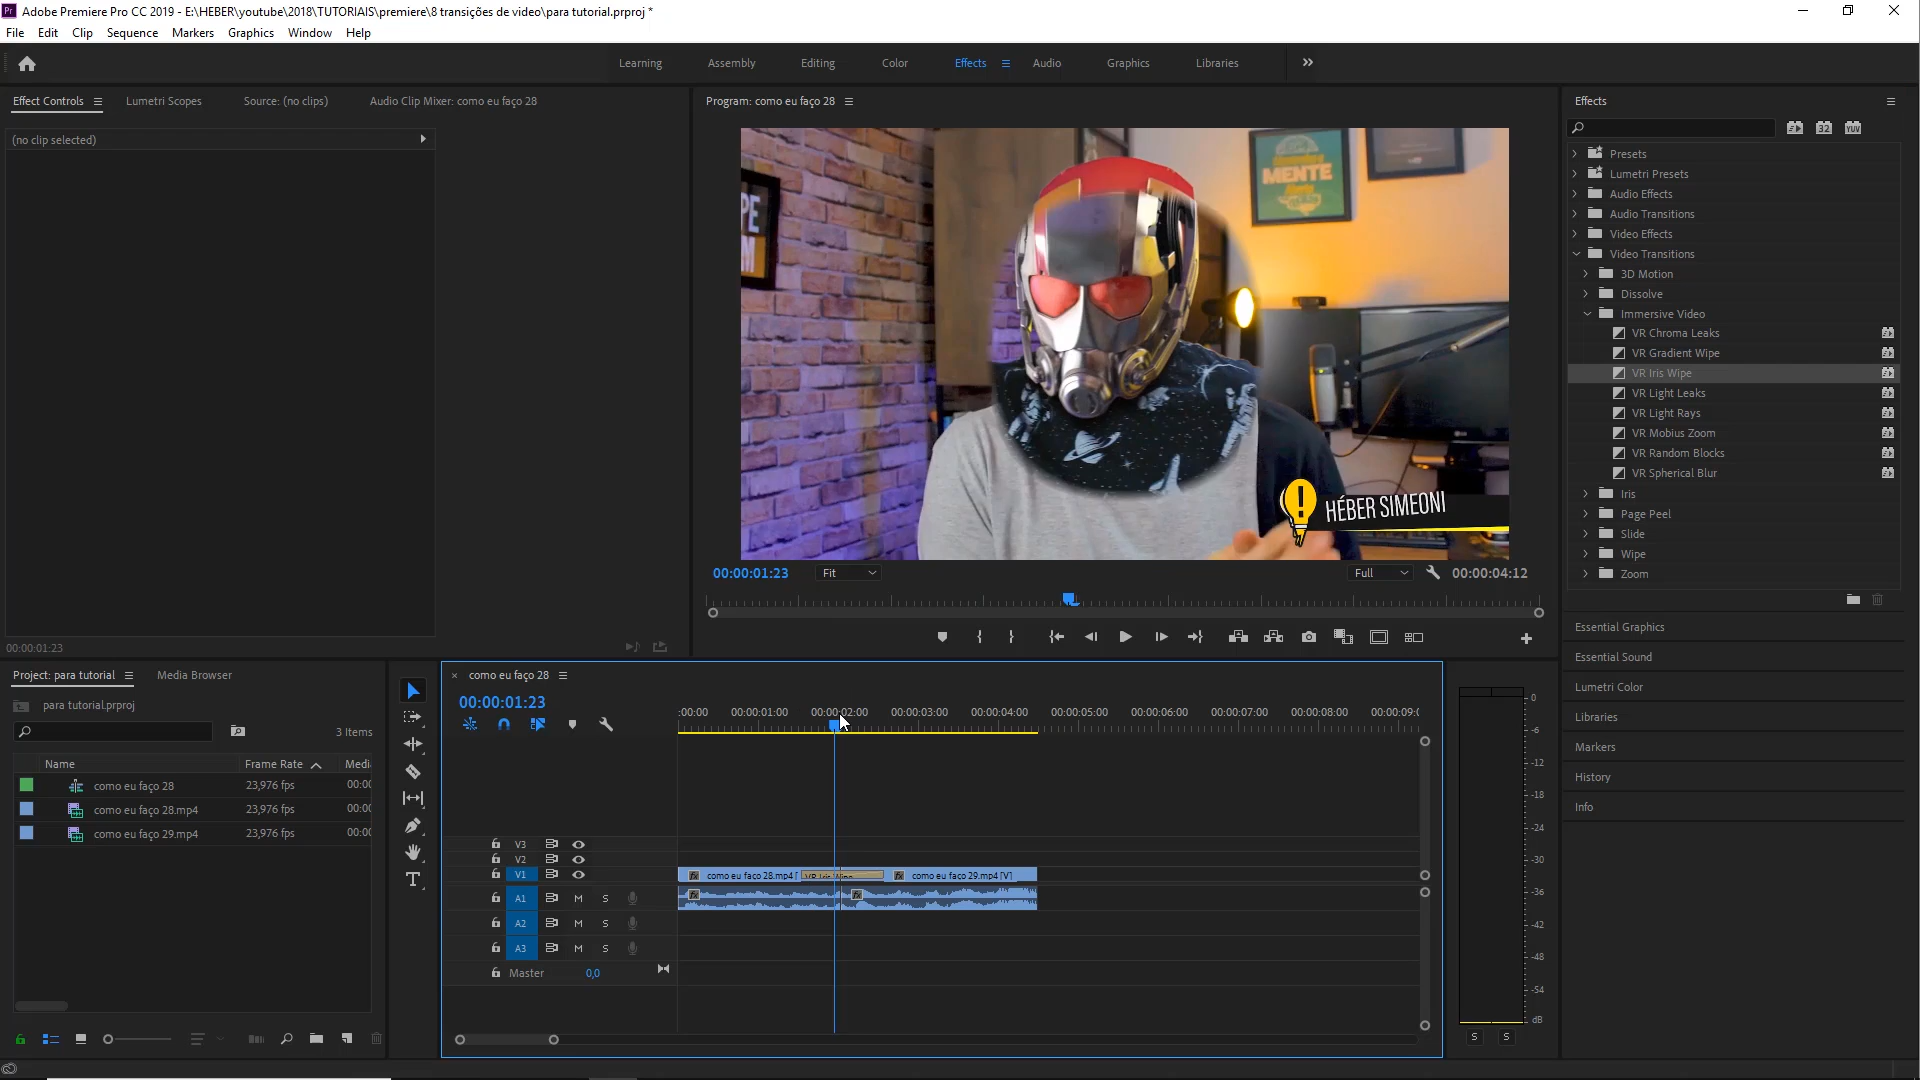 Adobe Premiere Pro CC 2019 - E:\HEBER\youtube\2018\TUTORIAIS\premiere\8 transições de video\para tutorial.prproj *
File Edit Clip Sequence Markers Graphics Window Help
Learning Assembly Editing Color Effects Audio Graphics Libraries
Effect Controls Lumetri Scopes Source: (no clips) Audio Clip Mixer: como eu faço 28
(no clip selected)
00:00:01:23
Program: como eu faço 28
MENTE
HÉBER SIMEONI
00:00:01:23 Fit Full 00:00:04:12
Effects
32 YUV
Presets
Lumetri Presets
Audio Effects
Audio Transitions
Video Effects
Video Transitions
3D Motion
Dissolve
Immersive Video
VR Chroma Leaks
VR Gradient Wipe
VR Iris Wipe
VR Light Leaks
VR Light Rays
VR Mobius Zoom
VR Random Blocks
VR Spherical Blur
Iris
Page Peel
Slide
Wipe
Zoom
Essential Graphics
Essential Sound
Lumetri Color
Libraries
Markers
History
Info
Project: para tutorial Media Browser
para tutorial.prproj
3 Items
Name Frame Rate Medi
como eu faço 28 23,976 fps 00:00
como eu faço 28.mp4 23,976 fps 00:00
como eu faço 29.mp4 23,976 fps 00:00
como eu faço 28
00:00:01:23
:00:00 00:00:01:00 00:00:02:00 00:00:03:00 00:00:04:00 00:00:05:00 00:00:06:00 00:00:07:00 00:00:08:00 00:00:09:0
V3
V2
V1 fx como eu faço 28.mp4 [ VR Iris Wipe fx como eu faço 29.mp4 [V]
A1 M S fx fx
A2 M S
A3 M S
Master 0,0
0
-6
-12
-18
-24
-30
-36
-42
-48
-54
dB
S S